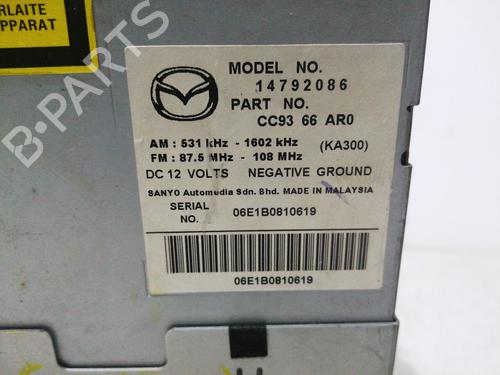 RLAITE
APPARAT
MODEL NO.
14792086
PART NO.
CC93 66 AR0
AM : 531 kHz - 1602 kHz (KA300)
FM : 87.5 MHz - 108 MHz
DC 12 VOLTS NEGATIVE GROUND
SANYO Automedia Sdn. Bhd. MADE IN MALAYSIA
SERIAL NO. 06E1B0810619
06E1B0810619
B-PARTS